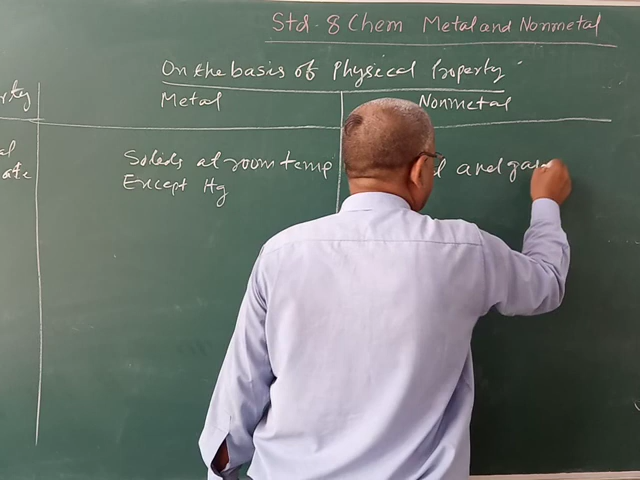 Std. 8 Chem Metal and Nonmetal
On the basis of Physical Property
Metal Nonmetal
Solids at room temp and gas
Except Hg